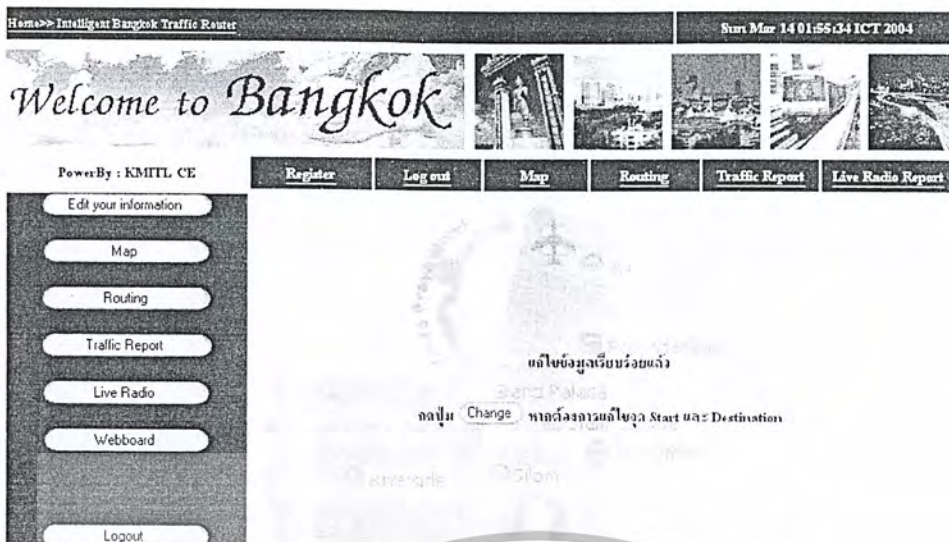 Home>> Intelligent Bangkok Traffic Router
Sun Mar 14 01:55:34 ICT 2004
Welcome to Bangkok
PowerBy : KMITL CE
Register
Log out
Map
Routing
Traffic Report
Live Radio Report
Edit your information
Map
Routing
Traffic Report
Live Radio
Webboard
Logout
แก้ไขข้อมูลเรียบร้อยแล้ว
Grand Palace
กดปุ่ม Change หากต้องการแก้ไขจุด Start และ Destination
Riverside
Silom